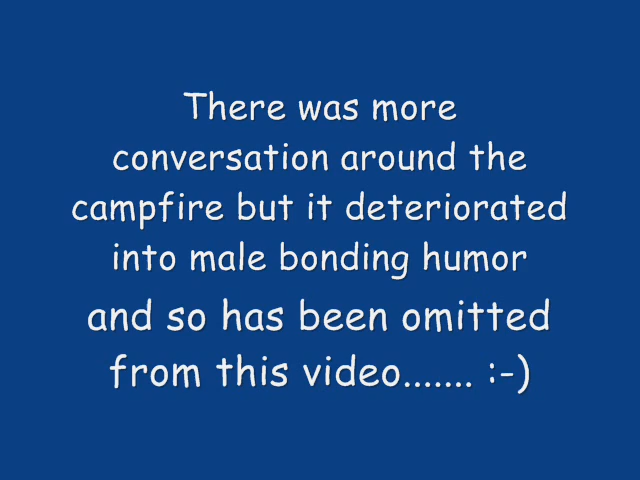 There was more
conversation around the
campfire but it deteriorated
into male bonding humor
and so has been omitted
from this video....... :-)